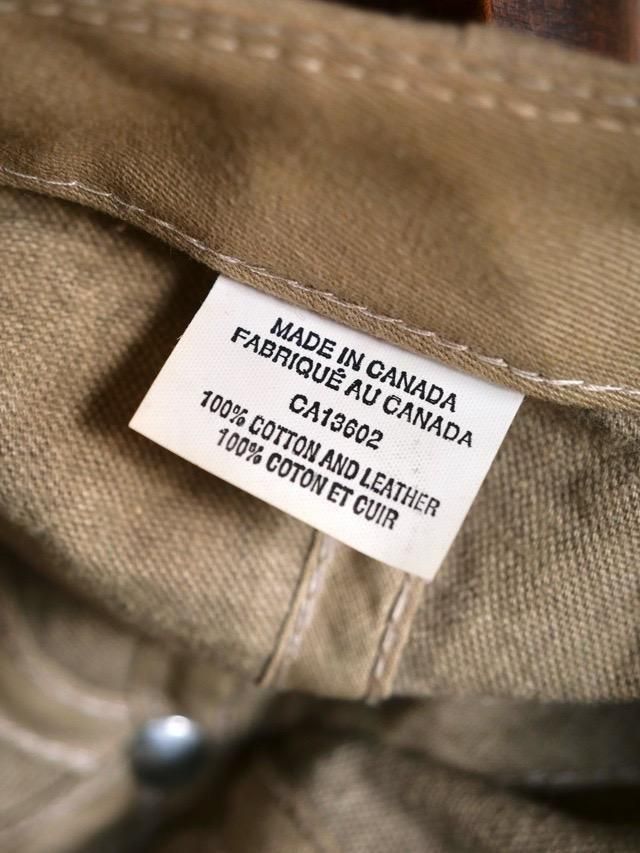 MADE IN CANADA
FABRIQUÉ AU CANADA
CA13602
100% COTTON AND LEATHER
100% COTON ET CUIR